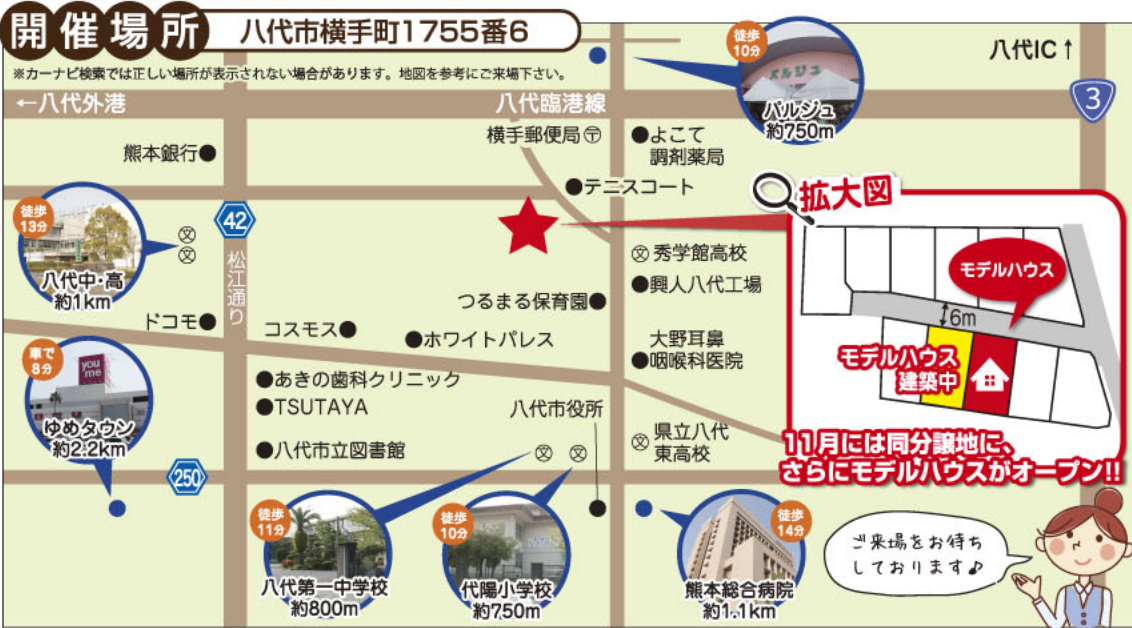 開催場所
八代市横手町1755番6
※カーナビ検索では正しい場所が表示されない場合があります。地図を参考にご来場下さい。
八代IC↑
徒歩
10分
パルジュ
パルジュ
約750m
←八代外港
八代臨港線
3
横手郵便局〒
●よこて
調剤薬局
熊本銀行●
●テニスコート
拡大図
徒歩
13分
八代中・高
約1km
文
文
42
松江通り
文 秀学館高校
●興人八代工場
つるまる保育園●
モデルハウス
6m
モデルハウス
建築中
ドコモ●
コスモス●
●ホワイトパレス
大野耳鼻
●咽喉科医院
車で
8分
you
me
ゆめタウン
約2.2km
●あきの歯科クリニック
●TSUTAYA
八代市役所
●八代市立図書館
文 文
文 県立八代
東高校
11月には同分譲地に、
さらにモデルハウスがオープン!!
250
徒歩
11分
八代第一中学校
約800m
徒歩
10分
代陽小学校
約750m
徒歩
14分
熊本総合病院
約1.1km
ご来場をお待ち
しております♪